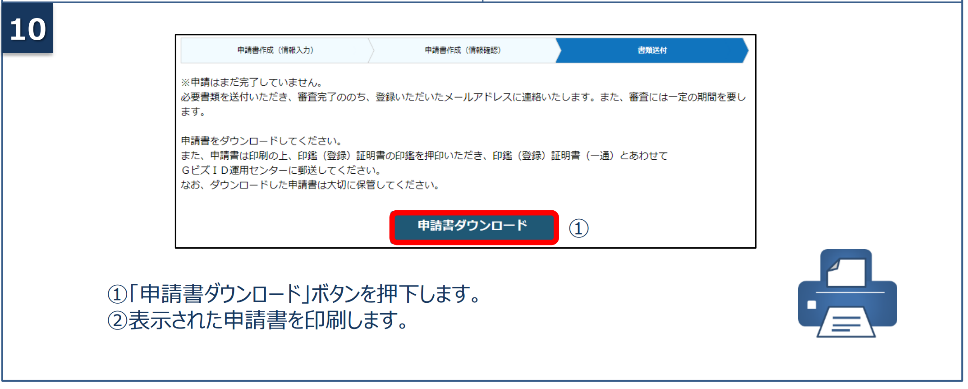 10
申請書作成（情報入力）
申請書作成（情報確認）
書類送付
※申請はまだ完了していません。
必要書類を送付いただき、審査完了ののち、登録いただいたメールアドレスに連絡いたします。また、審査には一定の期間を要し
ます。
申請書をダウンロードしてください。
また、申請書は印刷の上、印鑑（登録）証明書の印鑑を押印いただき、印鑑（登録）証明書（一通）とあわせて
ＧビズＩＤ運用センターに郵送してください。
なお、ダウンロードした申請書は大切に保管してください。
申請書ダウンロード
①
①「申請書ダウンロード」ボタンを押下します。
②表示された申請書を印刷します。